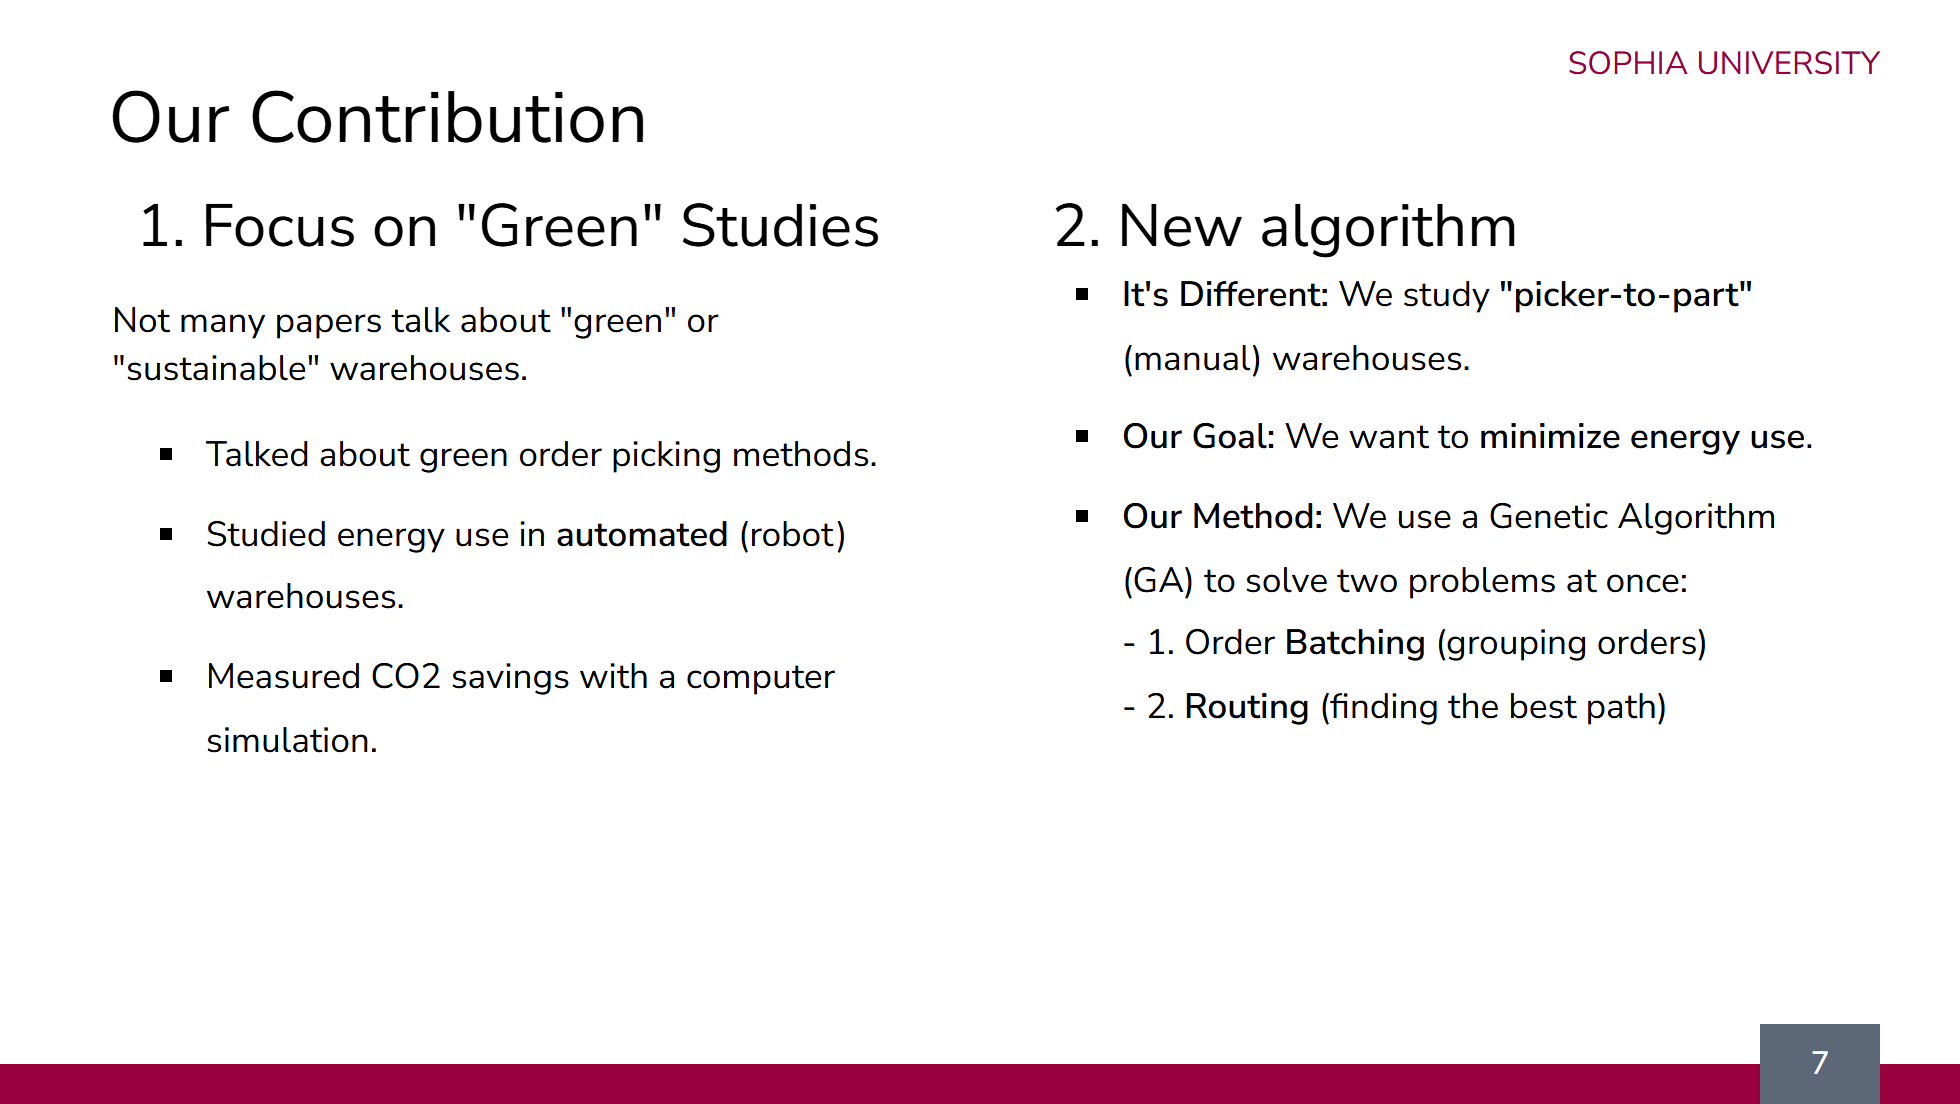 SOPHIA UNIVERSITY
Our Contribution
1. Focus on "Green" Studies
Not many papers talk about "green" or
"sustainable" warehouses.
▪ Talked about green order picking methods.
▪ Studied energy use in automated (robot)
warehouses.
▪ Measured CO2 savings with a computer
simulation.
2. New algorithm
▪ It's Different: We study "picker-to-part"
(manual) warehouses.
▪ Our Goal: We want to minimize energy use.
▪ Our Method: We use a Genetic Algorithm
(GA) to solve two problems at once:
- 1. Order Batching (grouping orders)
- 2. Routing (finding the best path)
7